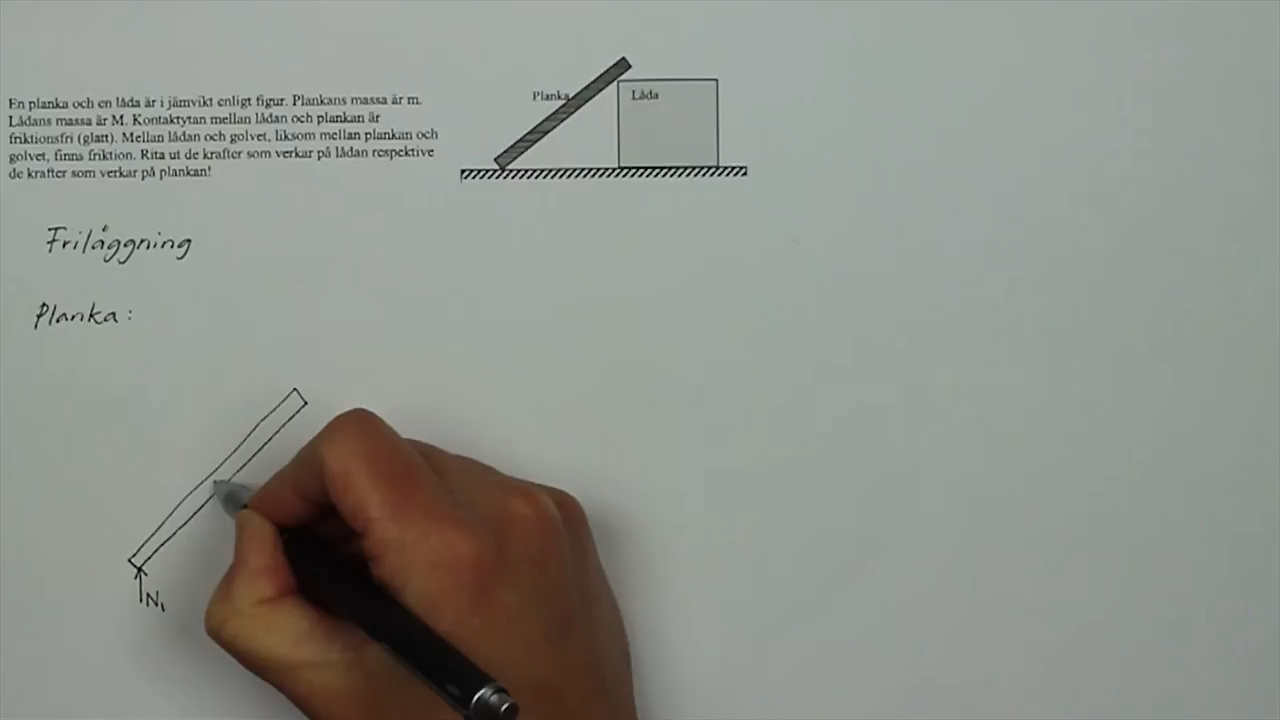 En planka och en låda är i jämvikt enligt figur. Plankans massa är m.
Lådans massa är M. Kontaktytan mellan lådan och plankan är
friktionsfri (glatt). Mellan lådan och golvet, liksom mellan plankan och
golvet, finns friktion. Rita ut de krafter som verkar på lådan respektive
de krafter som verkar på plankan!
Planka
Låda
Friläggning
Planka:
N₁